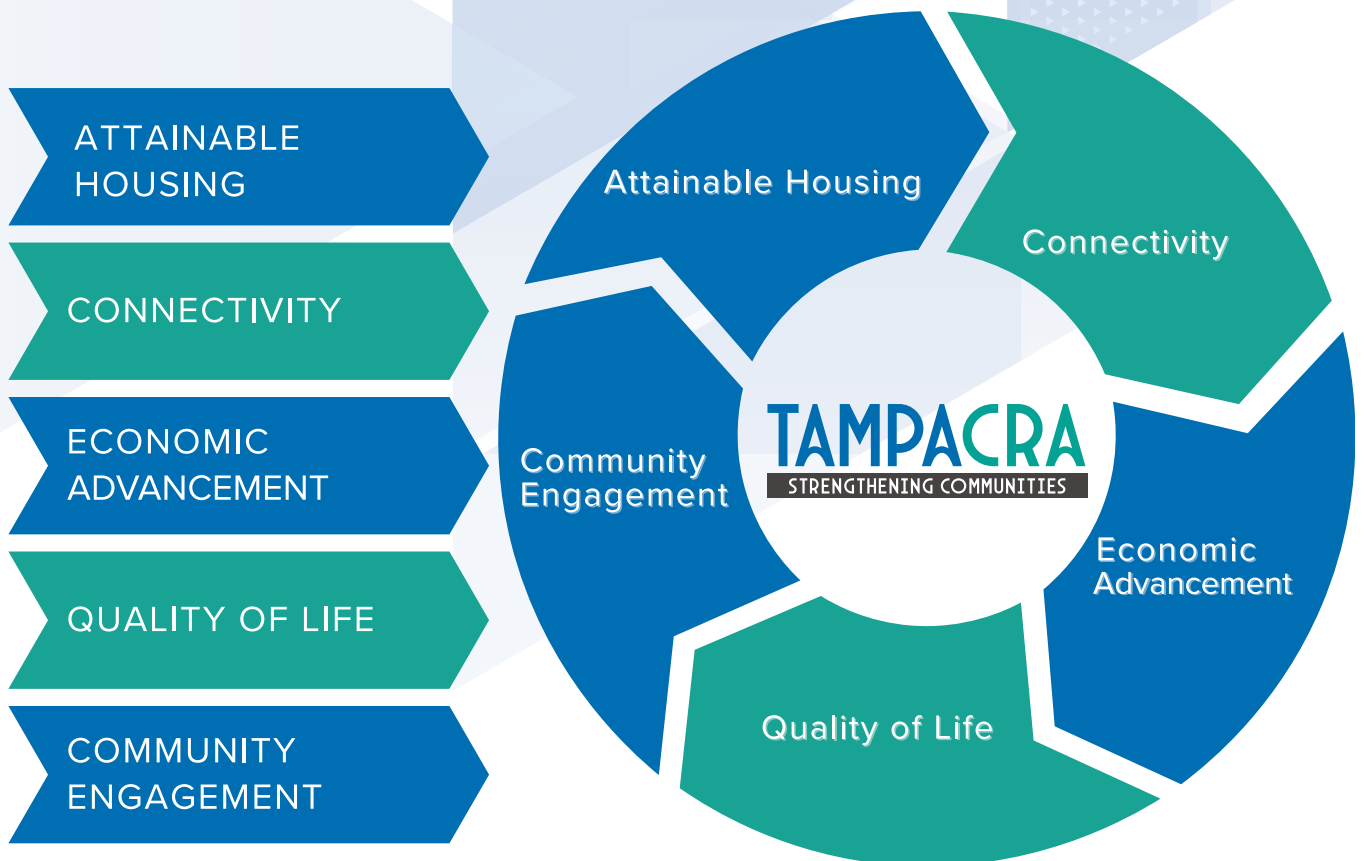 ATTAINABLE
HOUSING
CONNECTIVITY
ECONOMIC
ADVANCEMENT
QUALITY OF LIFE
COMMUNITY
ENGAGEMENT
Attainable Housing
Connectivity
Economic
Advancement
Quality of Life
Community
Engagement
TAMPACRA
STRENGTHENING COMMUNITIES